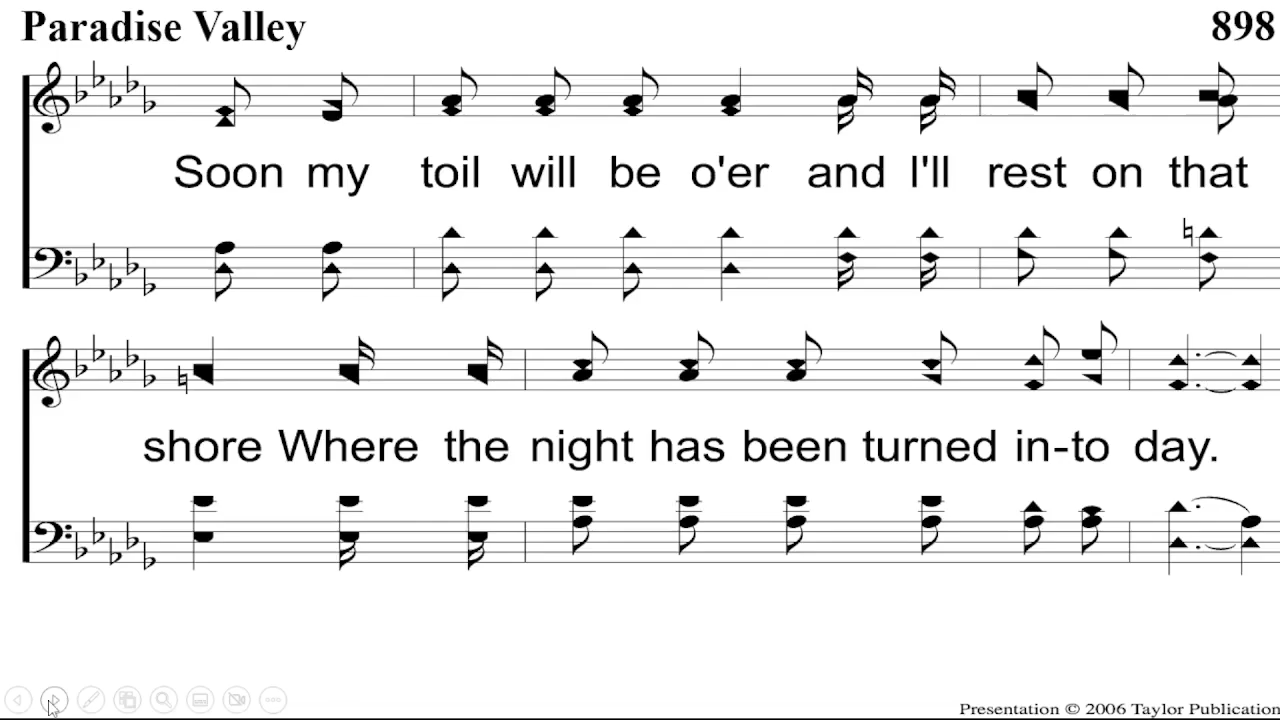 Paradise Valley 898
Soon my toil will be o'er and I'll rest on that
shore Where the night has been turned in-to day.
Presentation © 2006 Taylor Publication